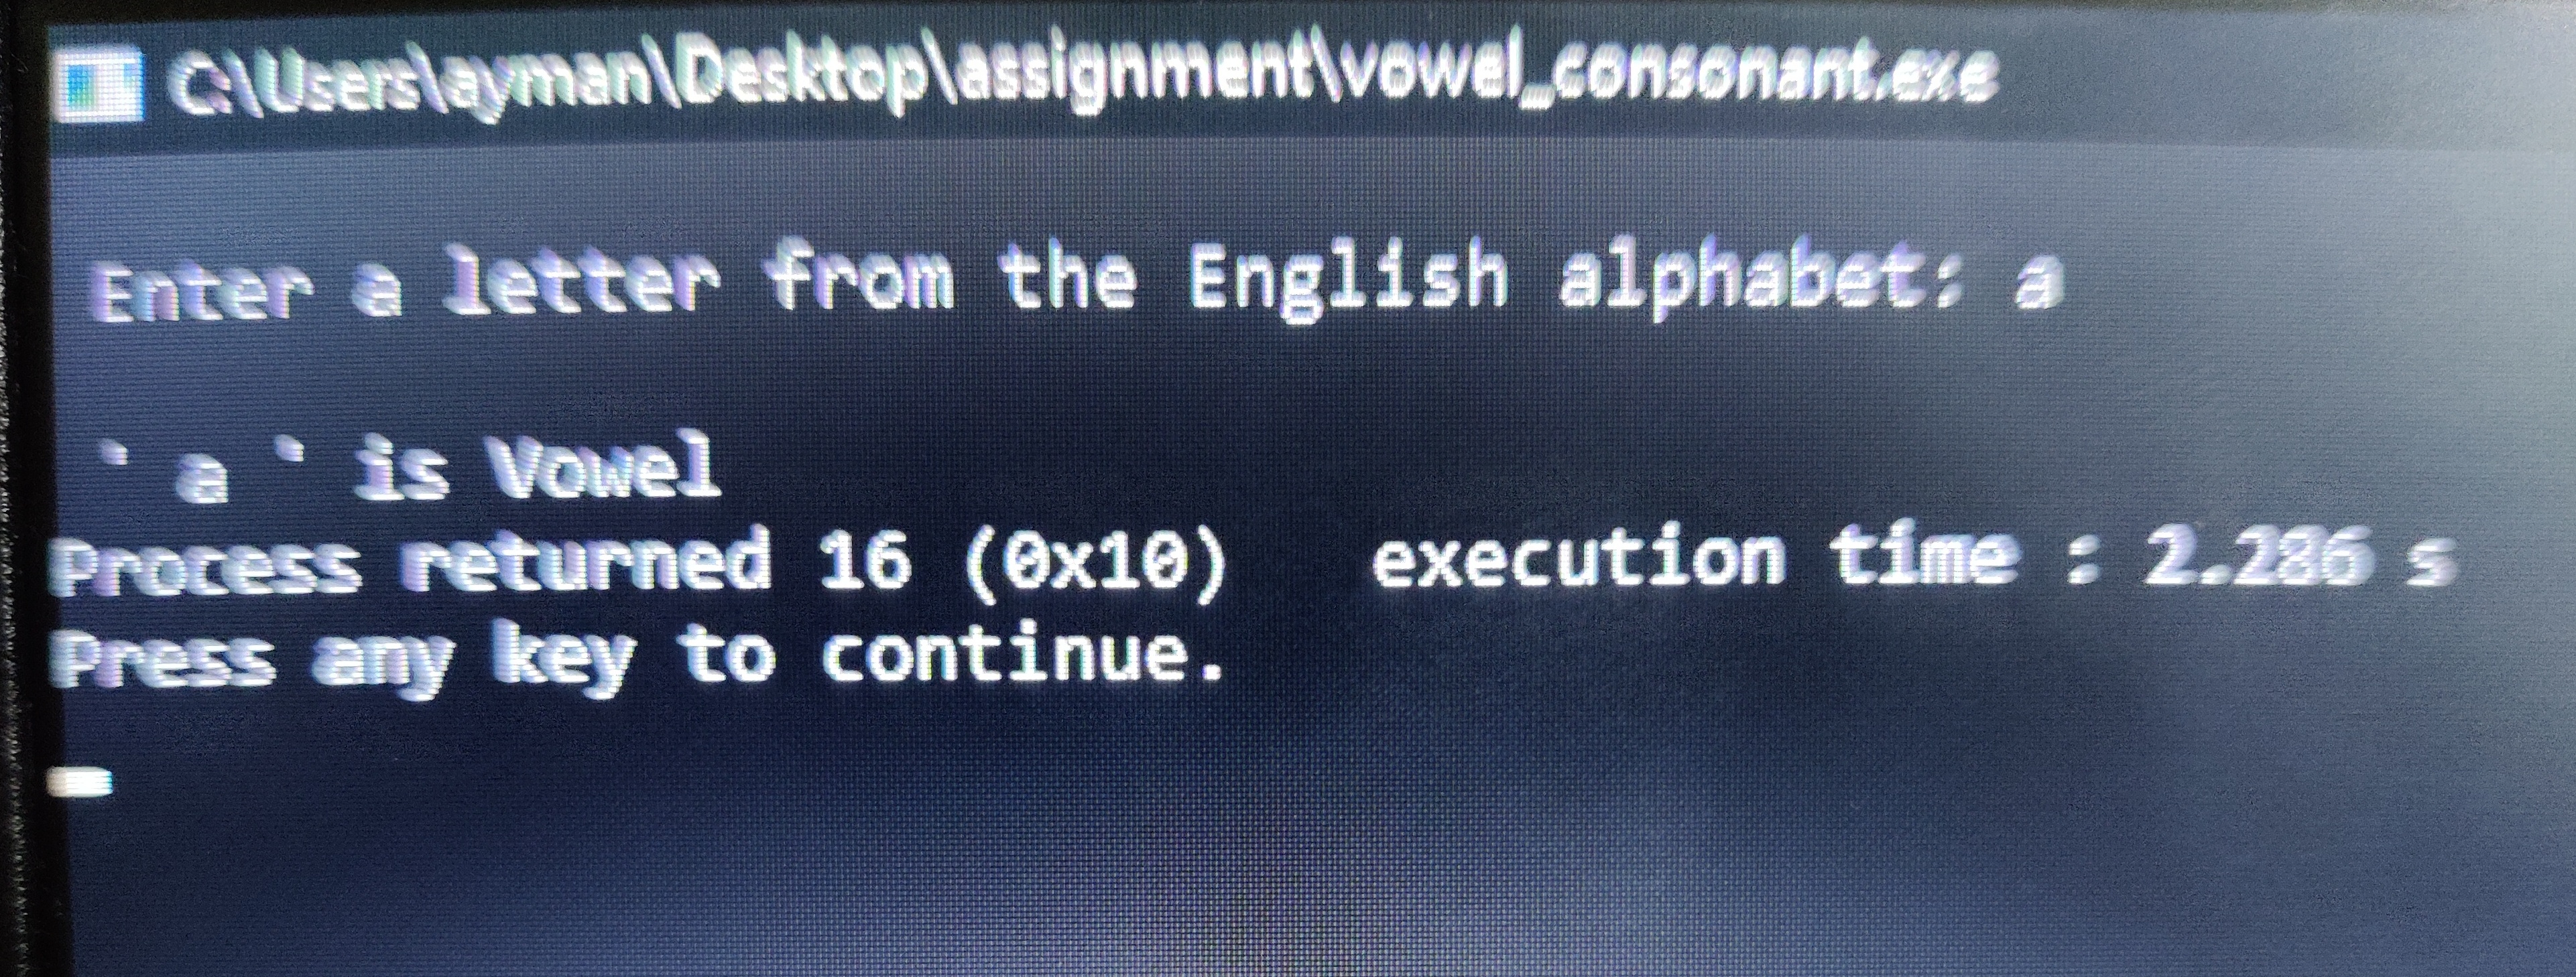 C:\Users\ayman\Desktop\assignment\vowel_consonant.exe
Enter a letter from the English alphabet: a
` a ` is Vowel
Process returned 16 (0x10)   execution time : 2.286 s
Press any key to continue.